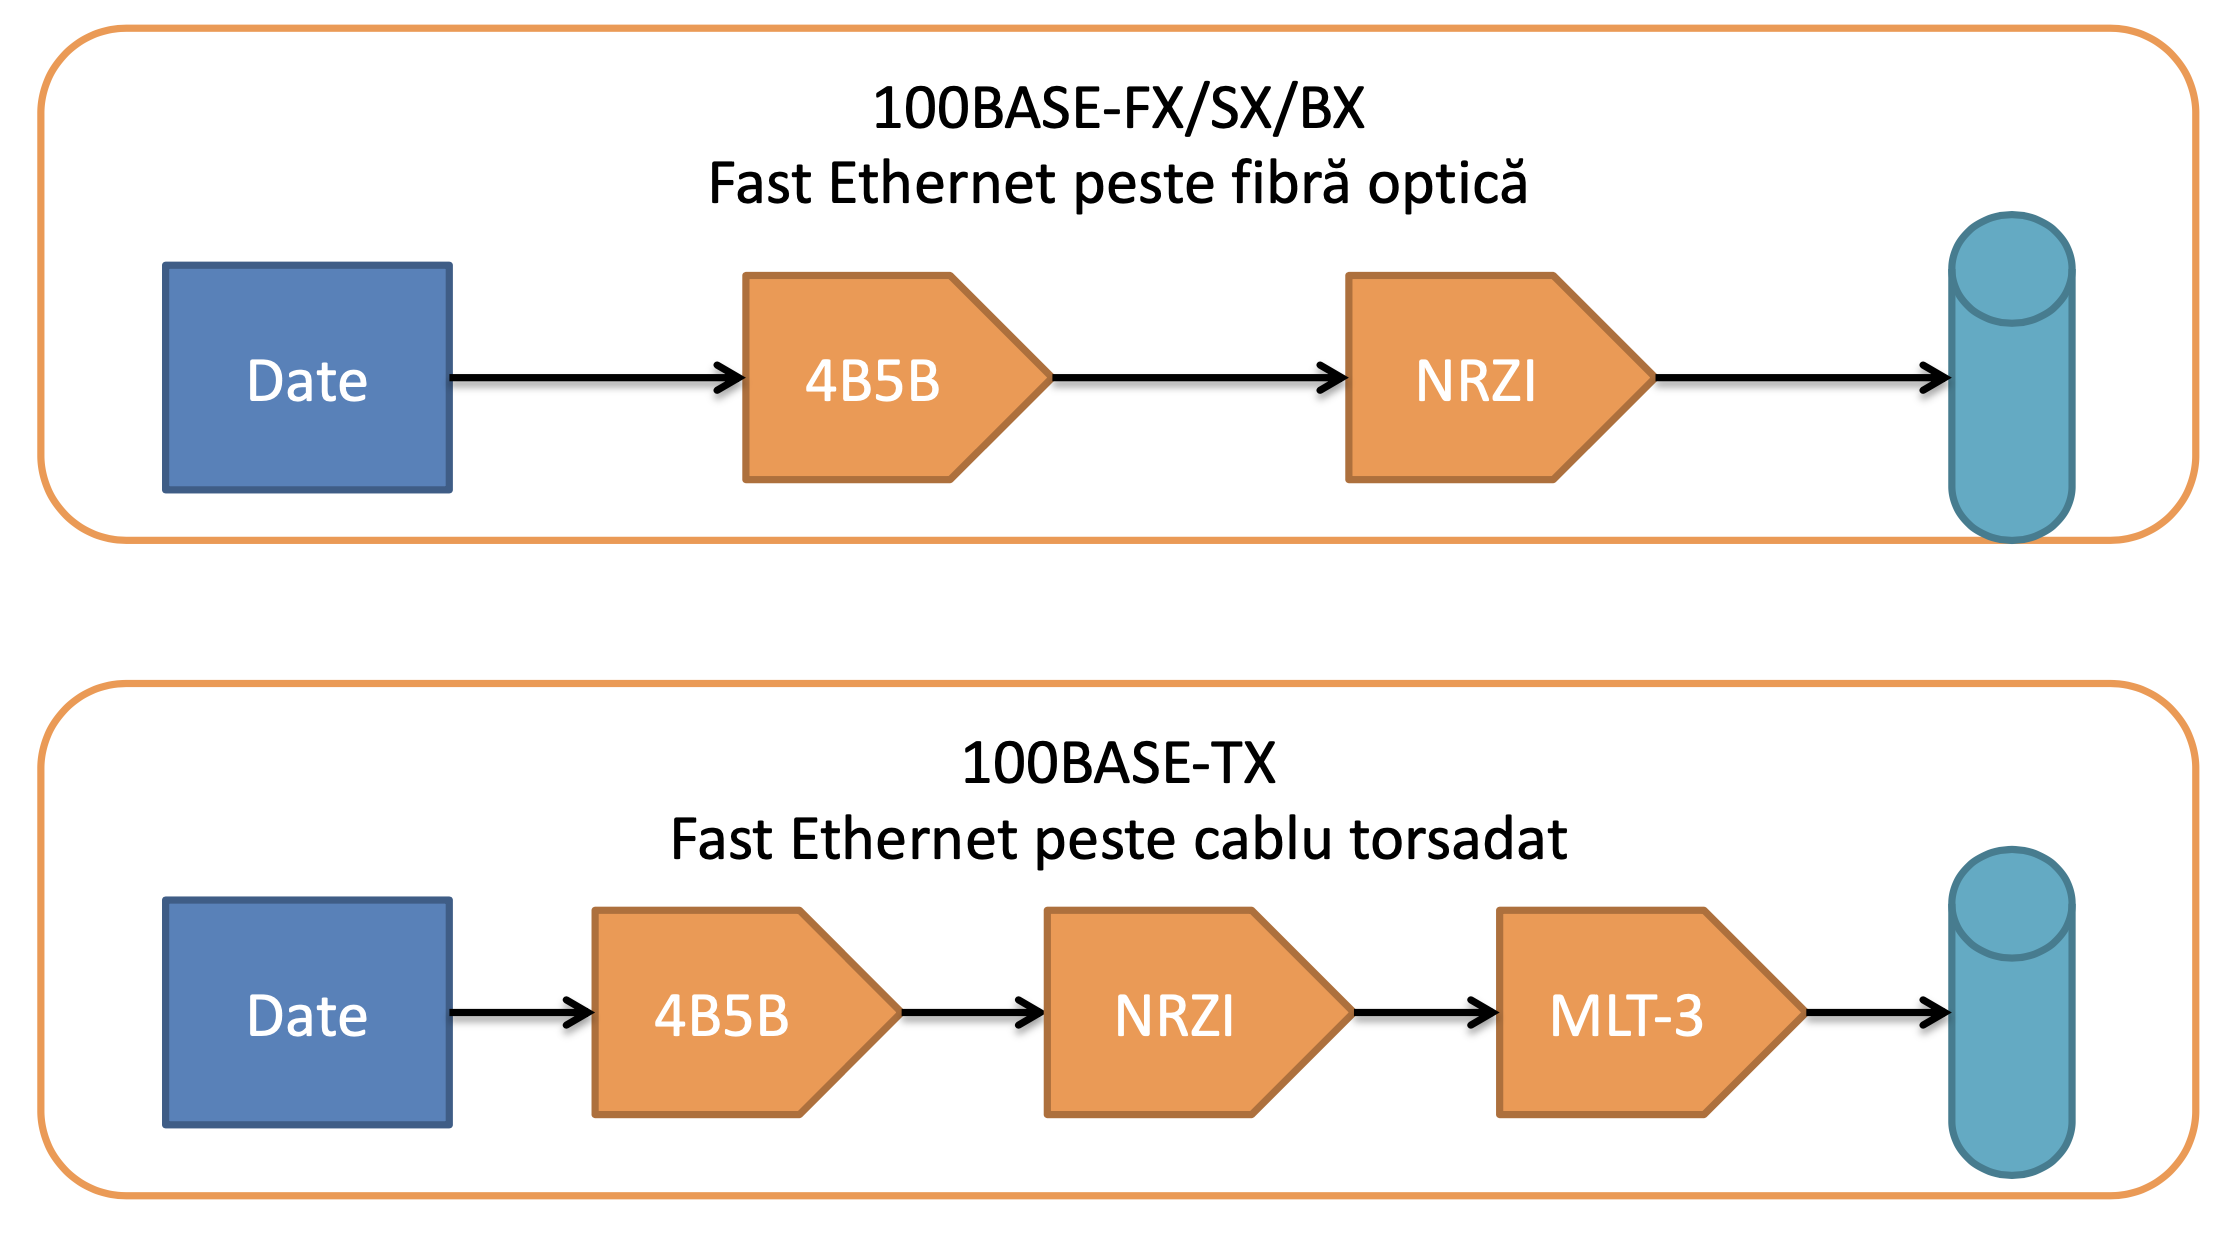 100BASE-FX/SX/BX
Fast Ethernet peste fibră optică
Date
4B5B
NRZI
100BASE-TX
Fast Ethernet peste cablu torsadat
Date
4B5B
NRZI
MLT-3